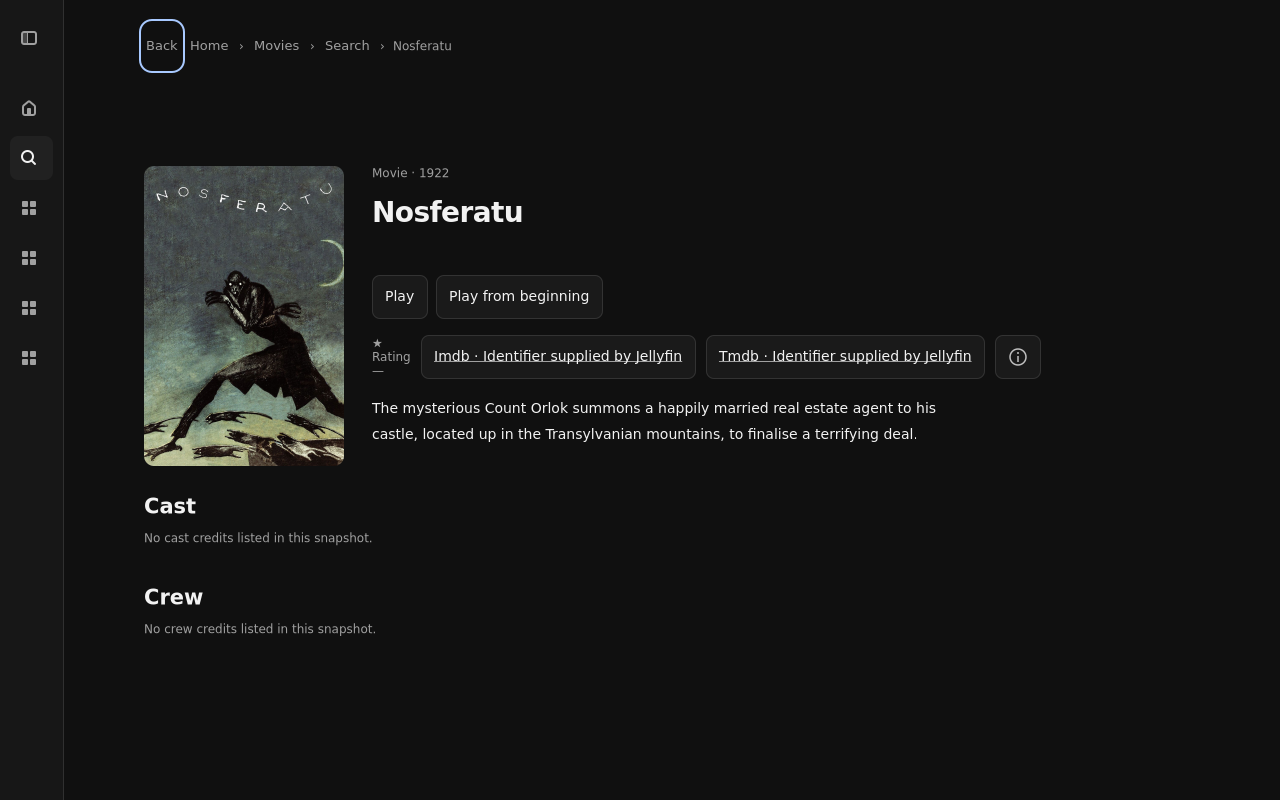 Back Home › Movies › Search › Nosferatu
NOSFERATU
Movie · 1922
Nosferatu
Play Play from beginning
★
Rating
—
Imdb · Identifier supplied by Jellyfin Tmdb · Identifier supplied by Jellyfin
The mysterious Count Orlok summons a happily married real estate agent to his
castle, located up in the Transylvanian mountains, to finalise a terrifying deal.
Cast
No cast credits listed in this snapshot.
Crew
No crew credits listed in this snapshot.